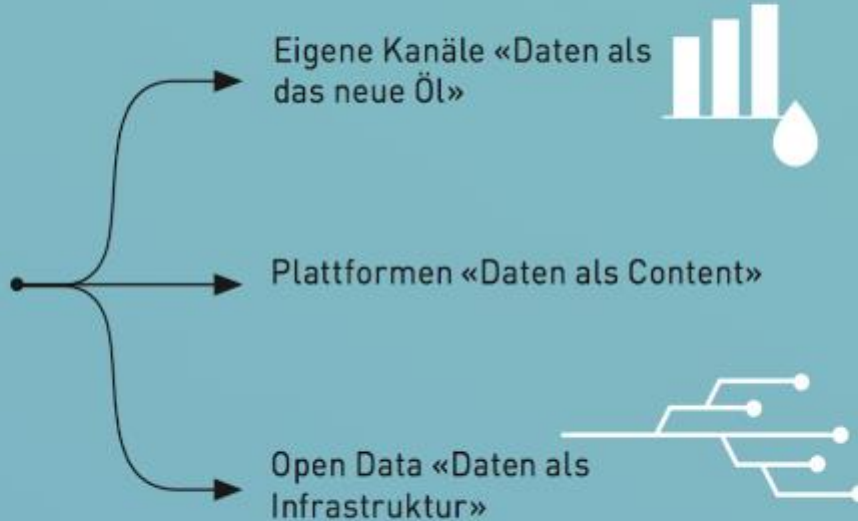 Eigene Kanäle «Daten als
das neue Öl»
Plattformen «Daten als Content»
Open Data «Daten als
Infrastruktur»